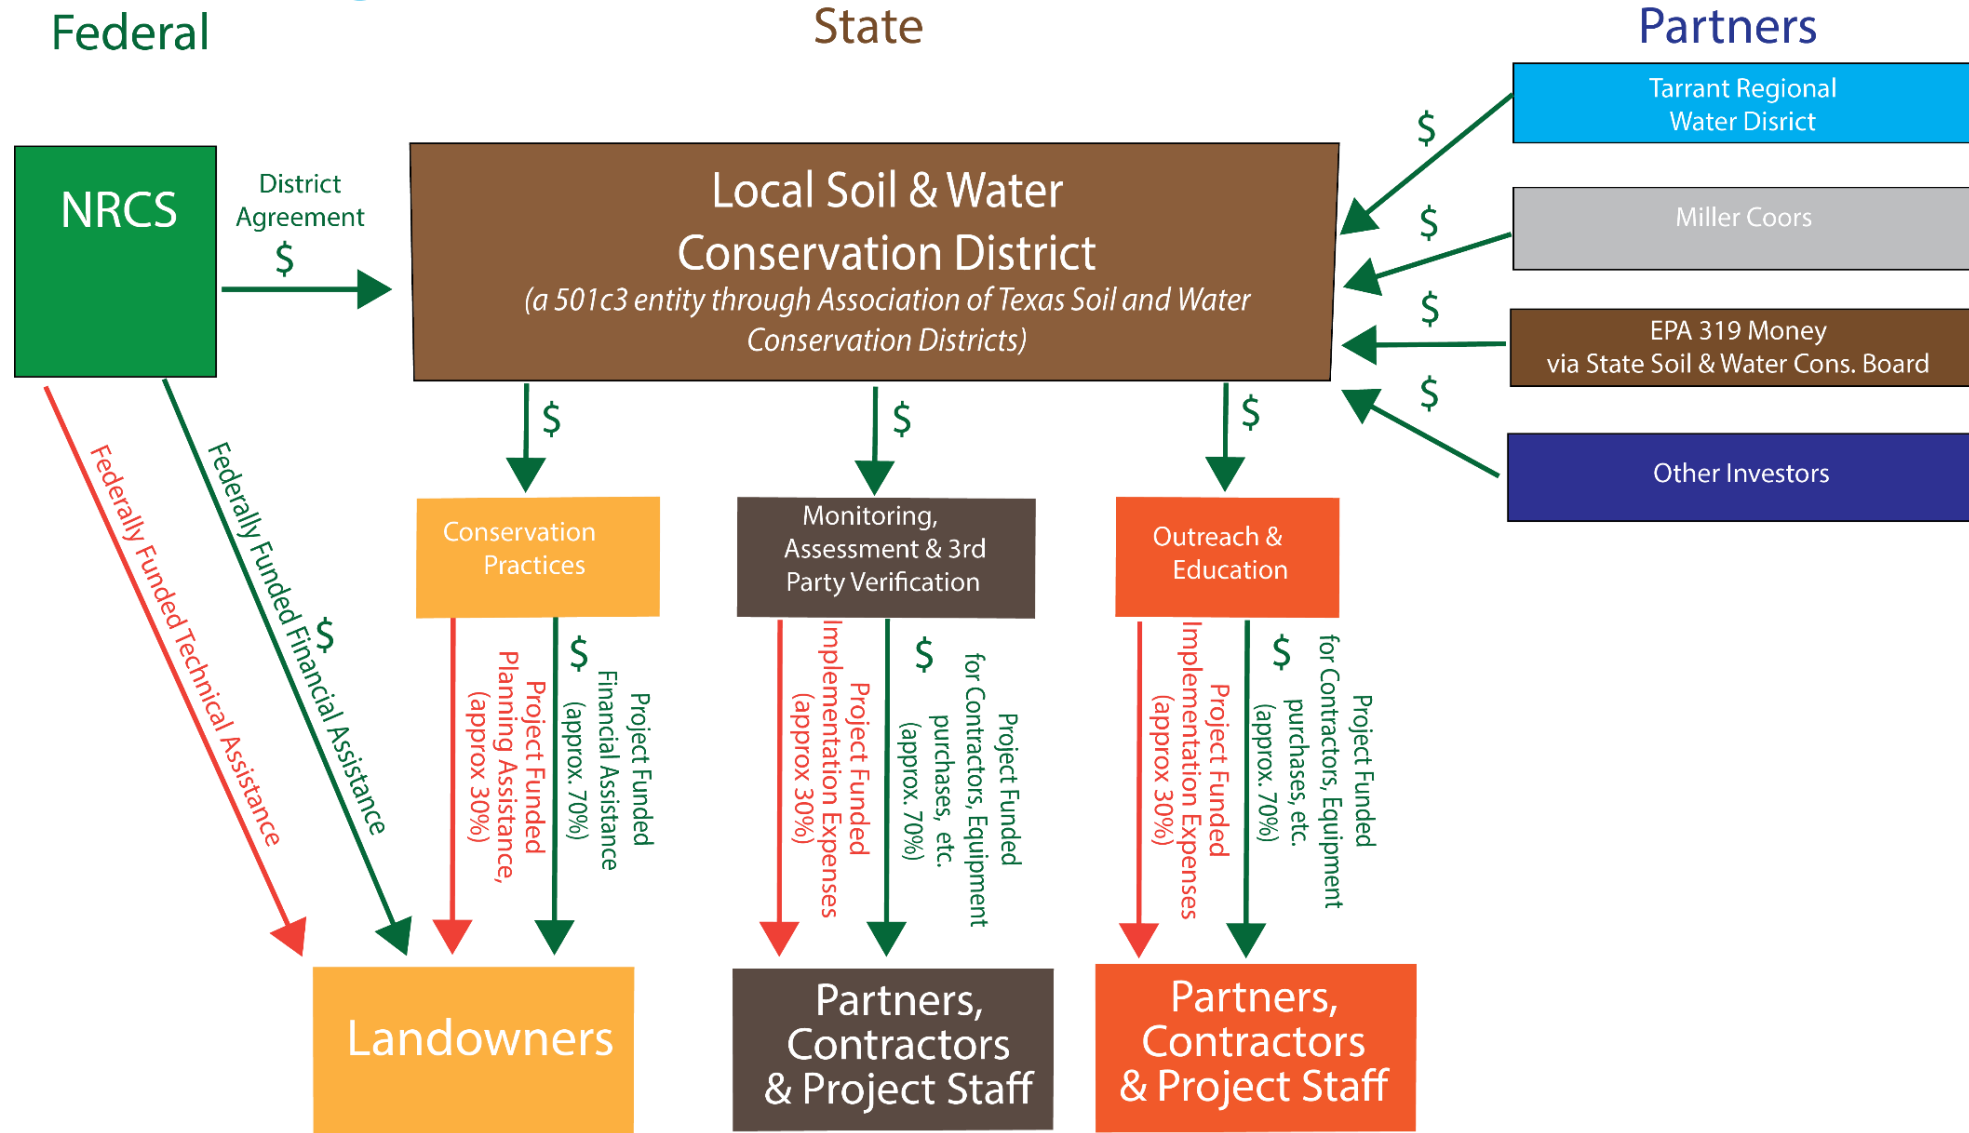 Federal
State
Partners
NRCS
District
Agreement
$
Local Soil & Water
Conservation District
(a 501c3 entity through Association of Texas Soil and Water
Conservation Districts)
$
$
$
$
Tarrant Regional
Water Disrict
Miller Coors
EPA 319 Money
via State Soil & Water Cons. Board
Other Investors
$
$
$
Conservation
Practices
Monitoring,
Assessment & 3rd
Party Verification
Outreach &
Education
Federally Funded Technical Assistance
Federally Funded Financial Assistance
$
Project Funded
Planning Assistance,
(approx 30%)
$
Project Funded
Financial Assistance
(approx. 70%)
Project Funded
Implementation Expenses
(approx 30%)
$
Project Funded
for Contractors, Equipment
purchases, etc.
(approx. 70%)
Project Funded
Implementation Expenses
(approx 30%)
$
Project Funded
for Contractors, Equipment
purchases, etc.
(approx. 70%)
Landowners
Partners,
Contractors
& Project Staff
Partners,
Contractors
& Project Staff